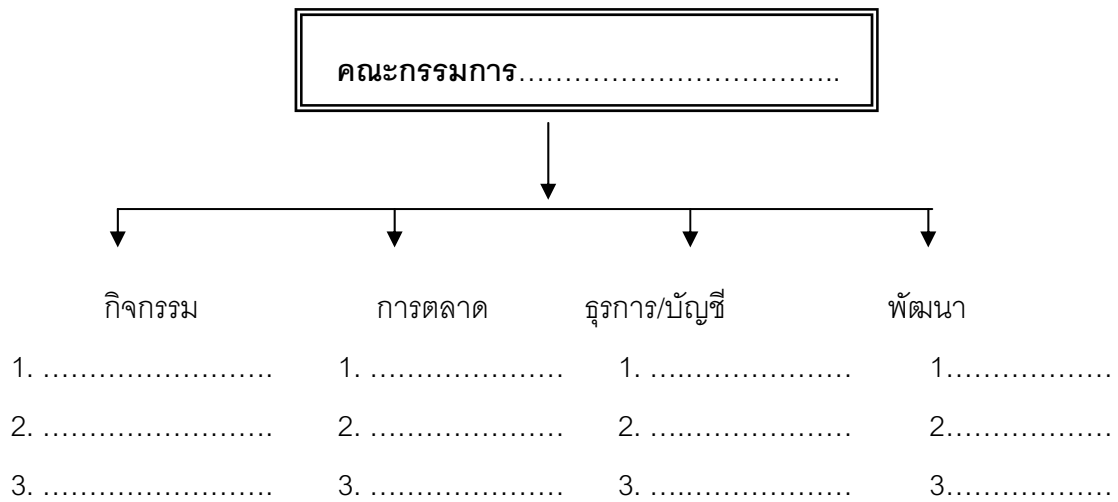 คณะกรรมการ……………………………..
กิจกรรม การตลาด ธุรการ/บัญชี พัฒนา
1. ……………………. 1. ………………… 1. ………………… 1………………
2. ……………………. 2. ………………… 2. ………………… 2………………
3. ……………………. 3. ………………… 3. ………………… 3………………